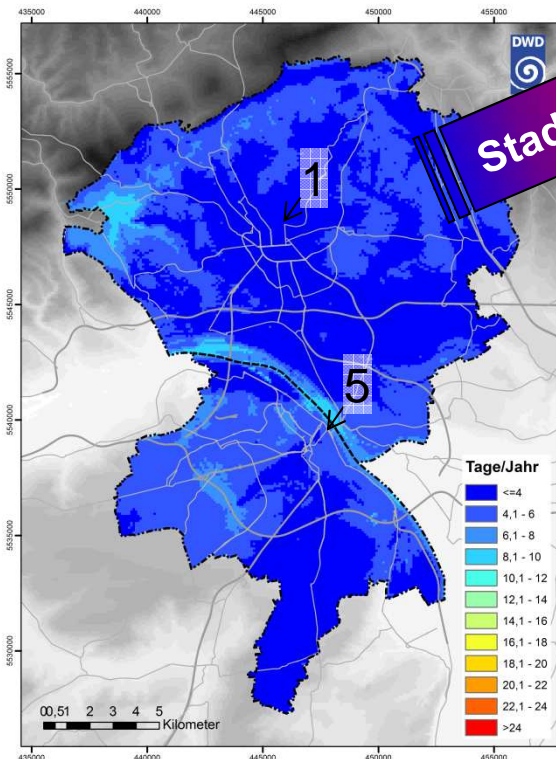 435000 440000 445000 450000 455000
DWD
Stad
1
5
5555000
5550000
5545000
5540000
5535000
5530000
Tage/Jahr
<=4
4,1 - 6
6,1 - 8
8,1 - 10
10,1 - 12
12,1 - 14
14,1 - 16
16,1 - 18
18,1 - 20
20,1 - 22
22,1 - 24
>24
00,51 2 3 4 5
Kilometer
435000 440000 445000 450000 455000